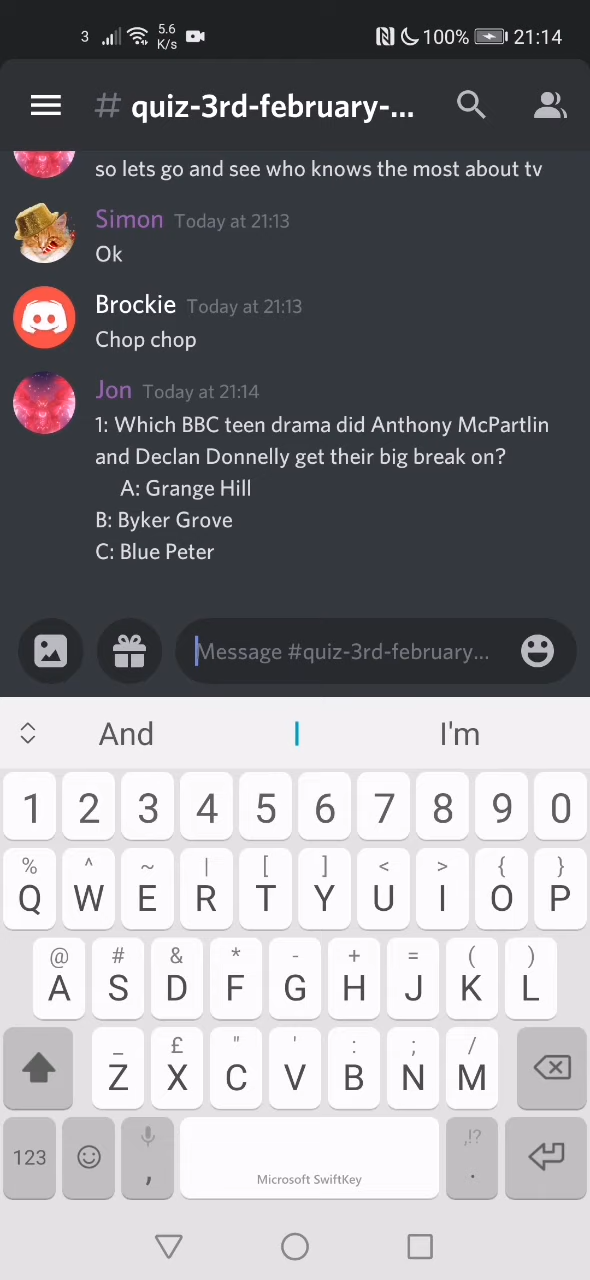 3 5.6 K/s 100% 21:14
# quiz-3rd-february-...
so lets go and see who knows the most about tv
Simon Today at 21:13
Ok
Brockie Today at 21:13
Chop chop
Jon Today at 21:14
1: Which BBC teen drama did Anthony McPartlin
and Declan Donnelly get their big break on?
A: Grange Hill
B: Byker Grove
C: Blue Peter
Message #quiz-3rd-february...
And I I'm
1 2 3 4 5 6 7 8 9 0
% ^ ~ | [ ] < > { }
Q W E R T Y U I O P
@ # & * - + = ( )
A S D F G H J K L
_ £ " ' : ; /
Z X C V B N M
,!?
123 , Microsoft SwiftKey .